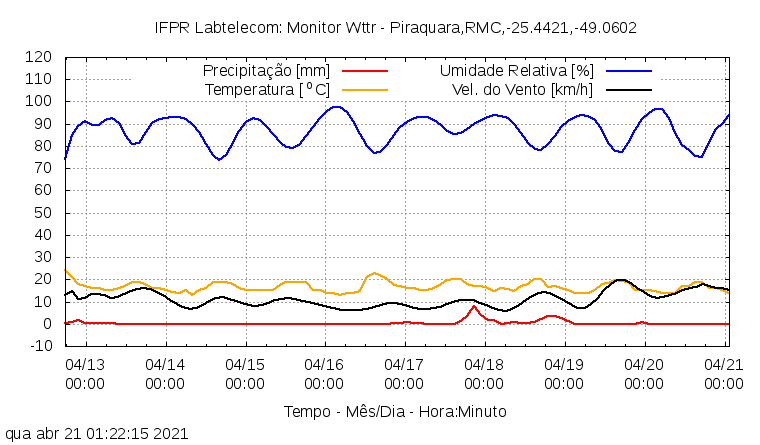 IFPR Labtelecom: Monitor Wttr - Piraquara,RMC,-25.4421,-49.0602
120
110
100
90
80
70
60
50
40
30
20
10
0
-10
Precipitação [mm]
Temperatura [ ⁰C]
Umidade Relativa [%]
Vel. do Vento [km/h]
04/13 04/14 04/15 04/16 04/17 04/18 04/19 04/20 04/21
00:00 00:00 00:00 00:00 00:00 00:00 00:00 00:00 00:00
Tempo - Mês/Dia - Hora:Minuto
qua abr 21 01:22:15 2021